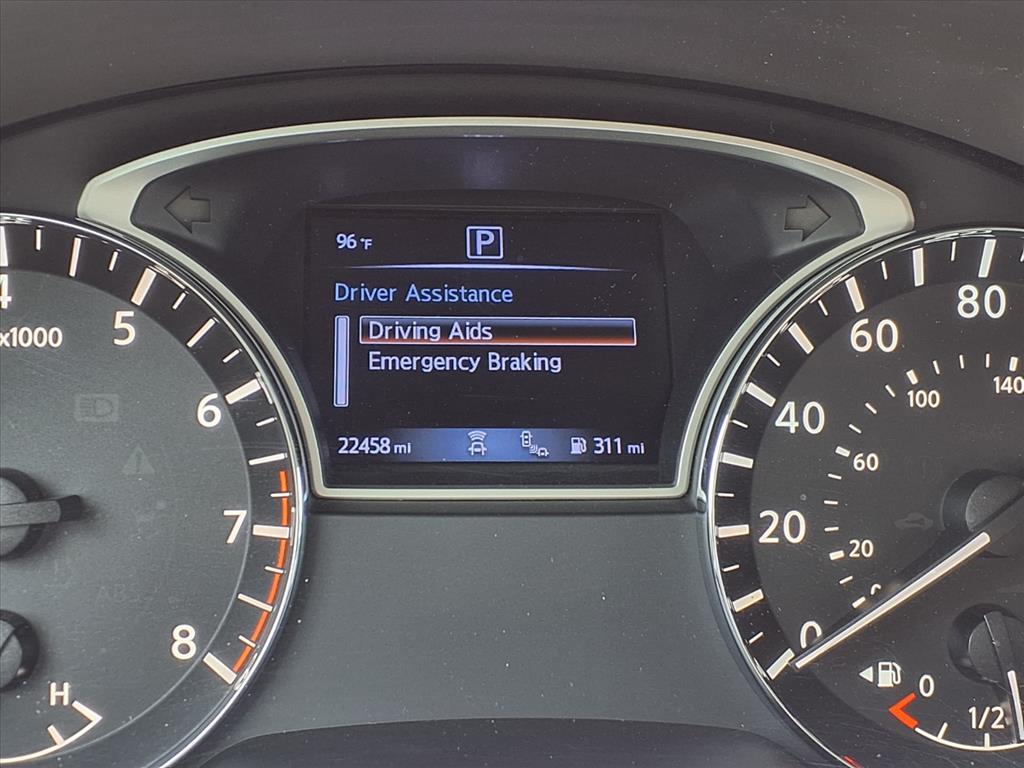 96 °F
P
Driver Assistance
Driving Aids
Emergency Braking
22458 mi
311 mi
4
x1000
5
6
7
8
H
80
60
40
20
0
140
100
60
20
0
1/2